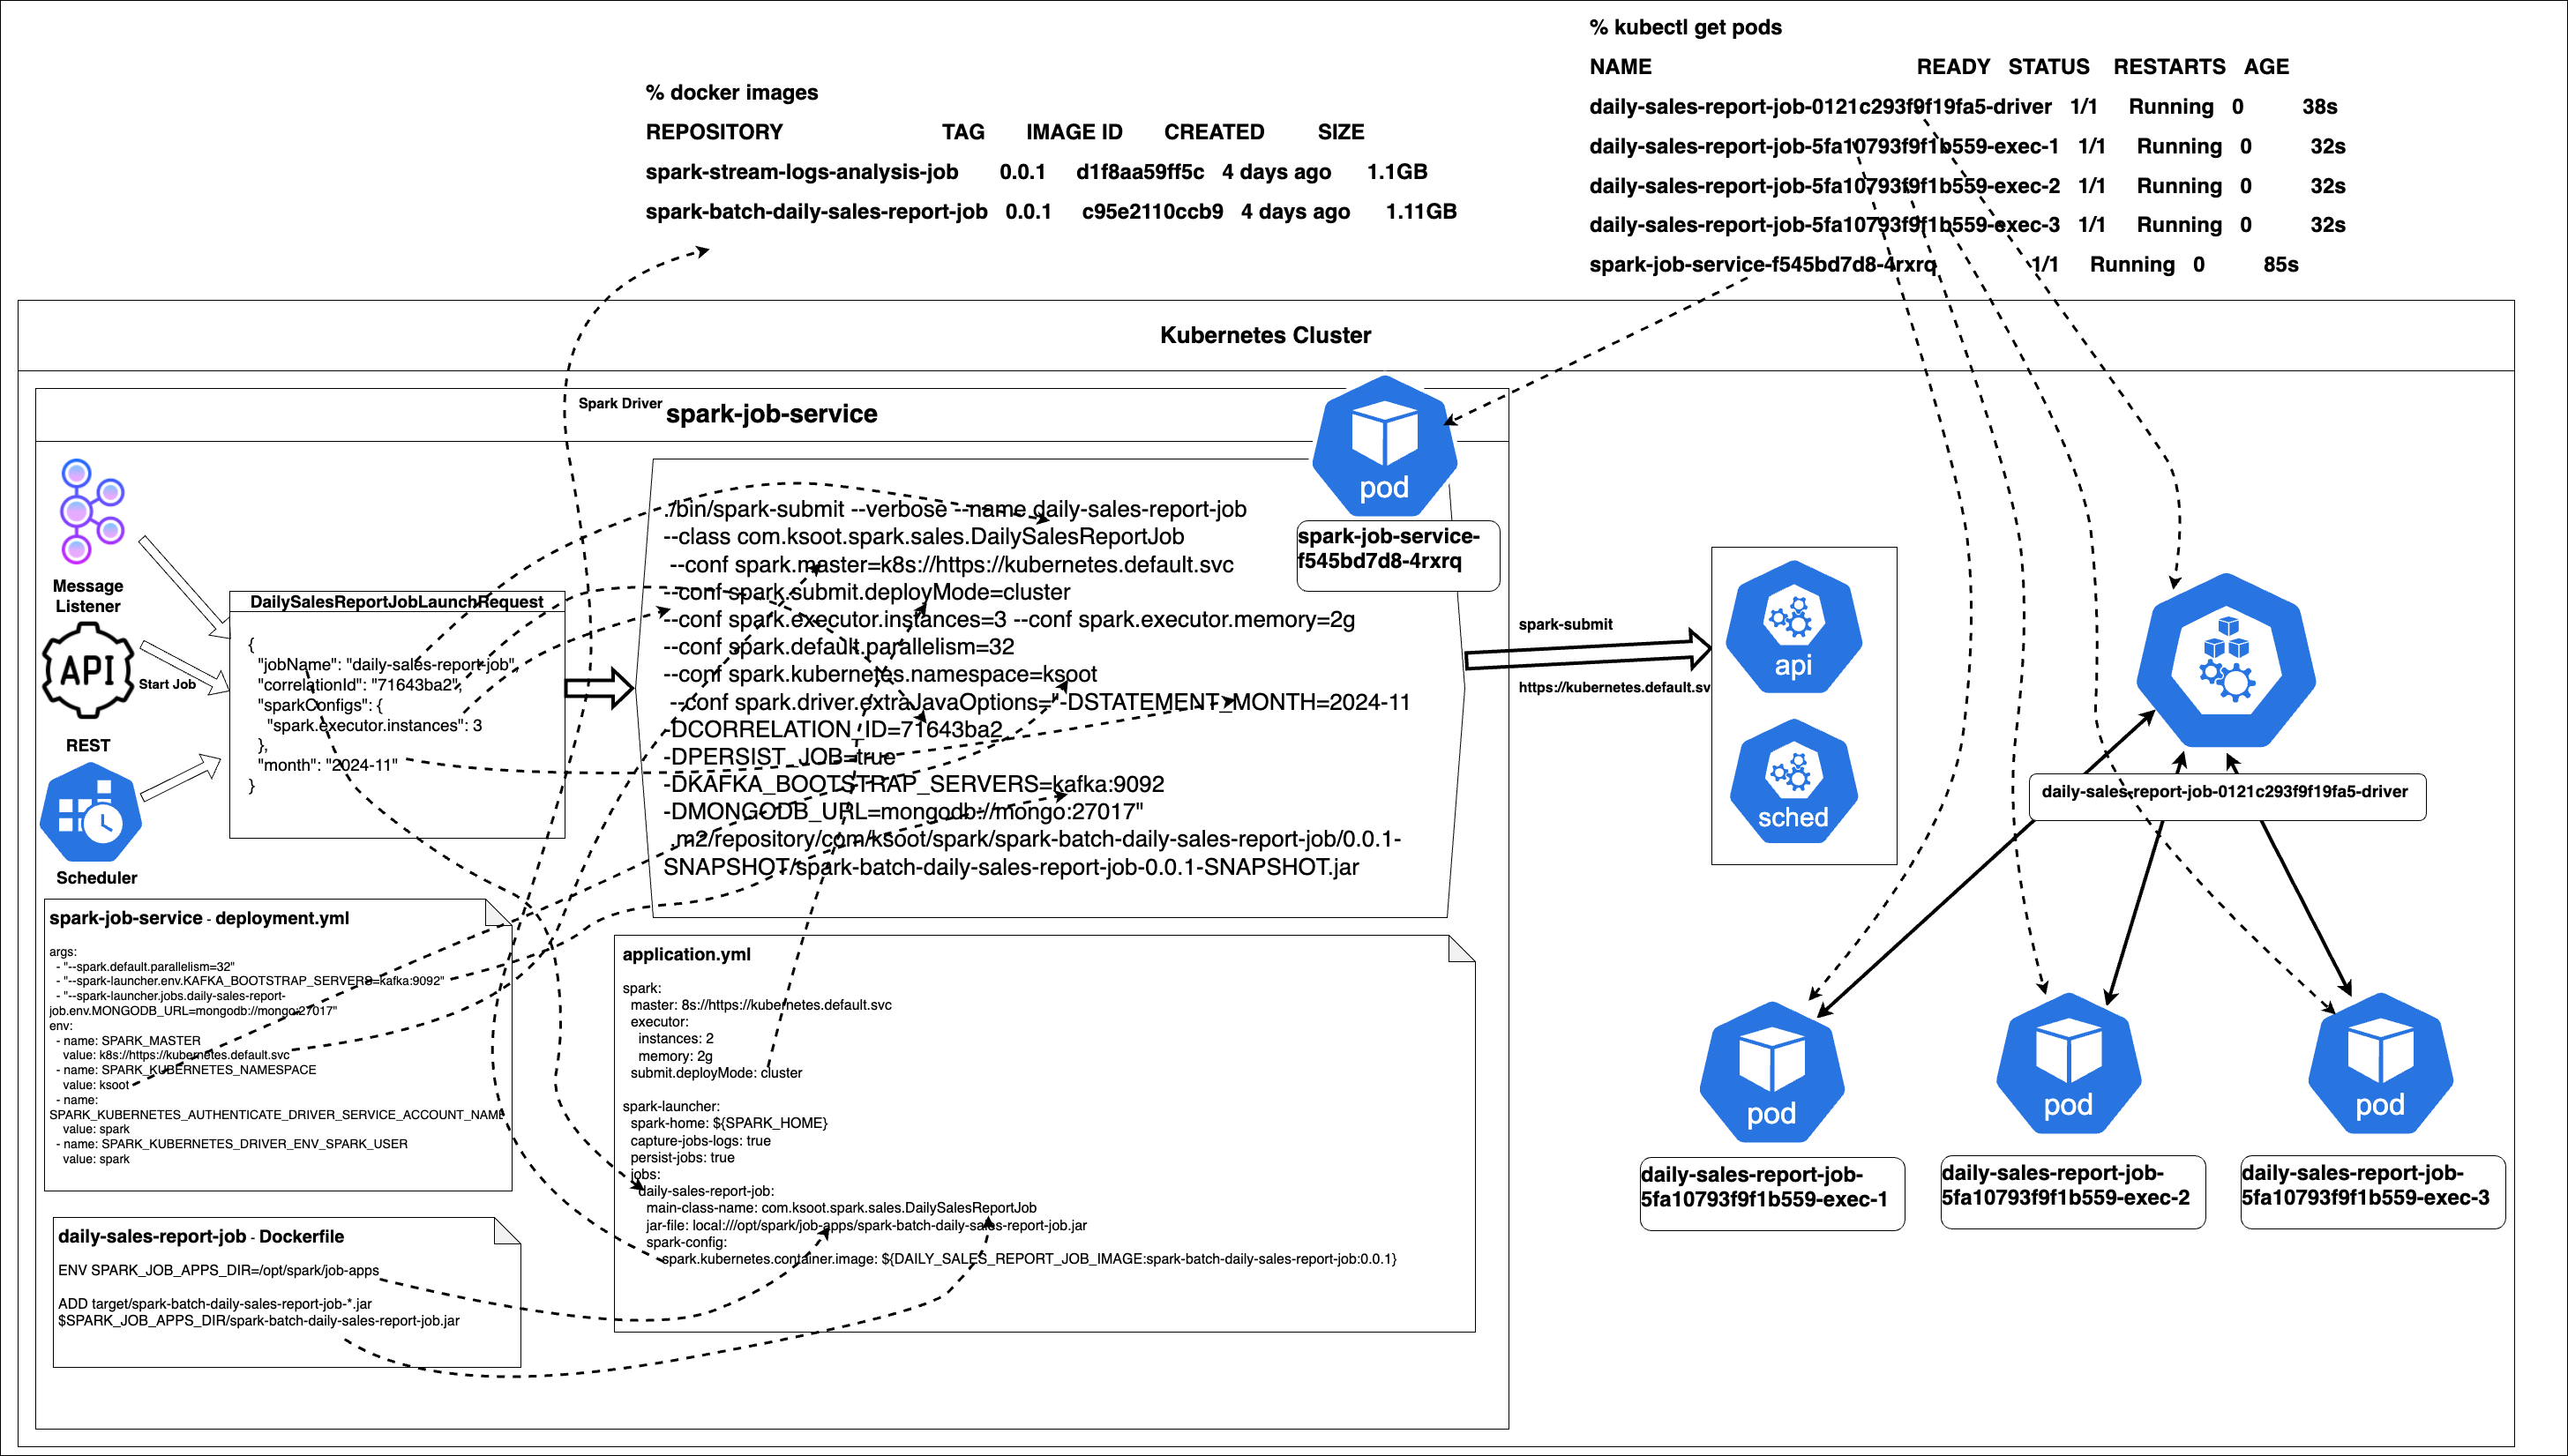 % kubectl get pods
NAME READY STATUS RESTARTS AGE
daily-sales-report-job-0121c293f9f19fa5-driver 1/1 Running 0 38s
daily-sales-report-job-5fa10793f9f1b559-exec-1 1/1 Running 0 32s
daily-sales-report-job-5fa10793f9f1b559-exec-2 1/1 Running 0 32s
daily-sales-report-job-5fa10793f9f1b559-exec-3 1/1 Running 0 32s
spark-job-service-f545bd7d8-4rxrq 1/1 Running 0 85s
% docker images
REPOSITORY TAG IMAGE ID CREATED SIZE
spark-stream-logs-analysis-job 0.0.1 d1f8aa59ff5c 4 days ago 1.1GB
spark-batch-daily-sales-report-job 0.0.1 c95e2110ccb9 4 days ago 1.11GB
Kubernetes Cluster
Spark Driver
spark-job-service
pod
spark-job-service-
f545bd7d8-4rxrq
Message
Listener
API
REST
Start Job
Scheduler
DailySalesReportJobLaunchRequest
{
"jobName": "daily-sales-report-job",
"correlationId": "71643ba2",
"sparkConfigs": {
"spark.executor.instances": 3
},
"month": "2024-11"
}
./bin/spark-submit --verbose --name daily-sales-report-job
--class com.ksoot.spark.sales.DailySalesReportJob
--conf spark.master=k8s://https://kubernetes.default.svc
--conf spark.submit.deployMode=cluster
--conf spark.executor.instances=3 --conf spark.executor.memory=2g
--conf spark.default.parallelism=32
--conf spark.kubernetes.namespace=ksoot
--conf spark.driver.extraJavaOptions="-DSTATEMENT_MONTH=2024-11
-DCORRELATION_ID=71643ba2
-DPERSIST_JOB=true
-DKAFKA_BOOTSTRAP_SERVERS=kafka:9092
-DMONGODB_URL=mongodb://mongo:27017"
.m2/repository/com/ksoot/spark/spark-batch-daily-sales-report-job/0.0.1-
SNAPSHOT/spark-batch-daily-sales-report-job-0.0.1-SNAPSHOT.jar
spark-submit
https://kubernetes.default.sv
api
sched
daily-sales-report-job-0121c293f9f19fa5-driver
pod
pod
pod
daily-sales-report-job-
5fa10793f9f1b559-exec-1
daily-sales-report-job-
5fa10793f9f1b559-exec-2
daily-sales-report-job-
5fa10793f9f1b559-exec-3
spark-job-service - deployment.yml
args:
- "--spark.default.parallelism=32"
- "--spark-launcher.env.KAFKA_BOOTSTRAP_SERVERS=kafka:9092"
- "--spark-launcher.jobs.daily-sales-report-
job.env.MONGODB_URL=mongodb://mongo:27017"
env:
- name: SPARK_MASTER
value: k8s://https://kubernetes.default.svc
- name: SPARK_KUBERNETES_NAMESPACE
value: ksoot
- name:
SPARK_KUBERNETES_AUTHENTICATE_DRIVER_SERVICE_ACCOUNT_NAME
value: spark
- name: SPARK_KUBERNETES_DRIVER_ENV_SPARK_USER
value: spark
application.yml
spark:
master: 8s://https://kubernetes.default.svc
executor:
instances: 2
memory: 2g
submit.deployMode: cluster
spark-launcher:
spark-home: ${SPARK_HOME}
capture-jobs-logs: true
persist-jobs: true
jobs:
daily-sales-report-job:
main-class-name: com.ksoot.spark.sales.DailySalesReportJob
jar-file: local:///opt/spark/job-apps/spark-batch-daily-sales-report-job.jar
spark-config:
spark.kubernetes.container.image: ${DAILY_SALES_REPORT_JOB_IMAGE:spark-batch-daily-sales-report-job:0.0.1}
daily-sales-report-job - Dockerfile
ENV SPARK_JOB_APPS_DIR=/opt/spark/job-apps
ADD target/spark-batch-daily-sales-report-job-*.jar
$SPARK_JOB_APPS_DIR/spark-batch-daily-sales-report-job.jar